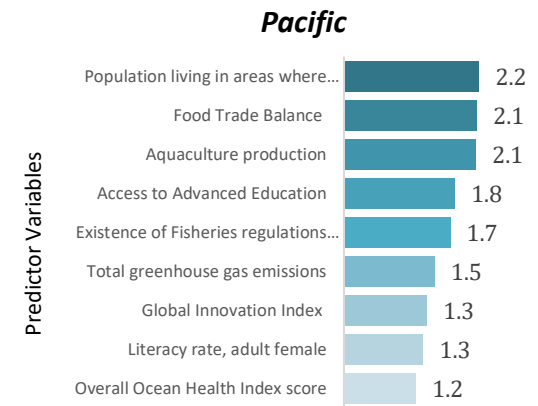 Pacific
Predictor Variables
Population living in areas where… 2.2
Food Trade Balance 2.1
Aquaculture production 2.1
Access to Advanced Education 1.8
Existence of Fisheries regulations… 1.7
Total greenhouse gas emissions 1.5
Global Innovation Index 1.3
Literacy rate, adult female 1.3
Overall Ocean Health Index score 1.2